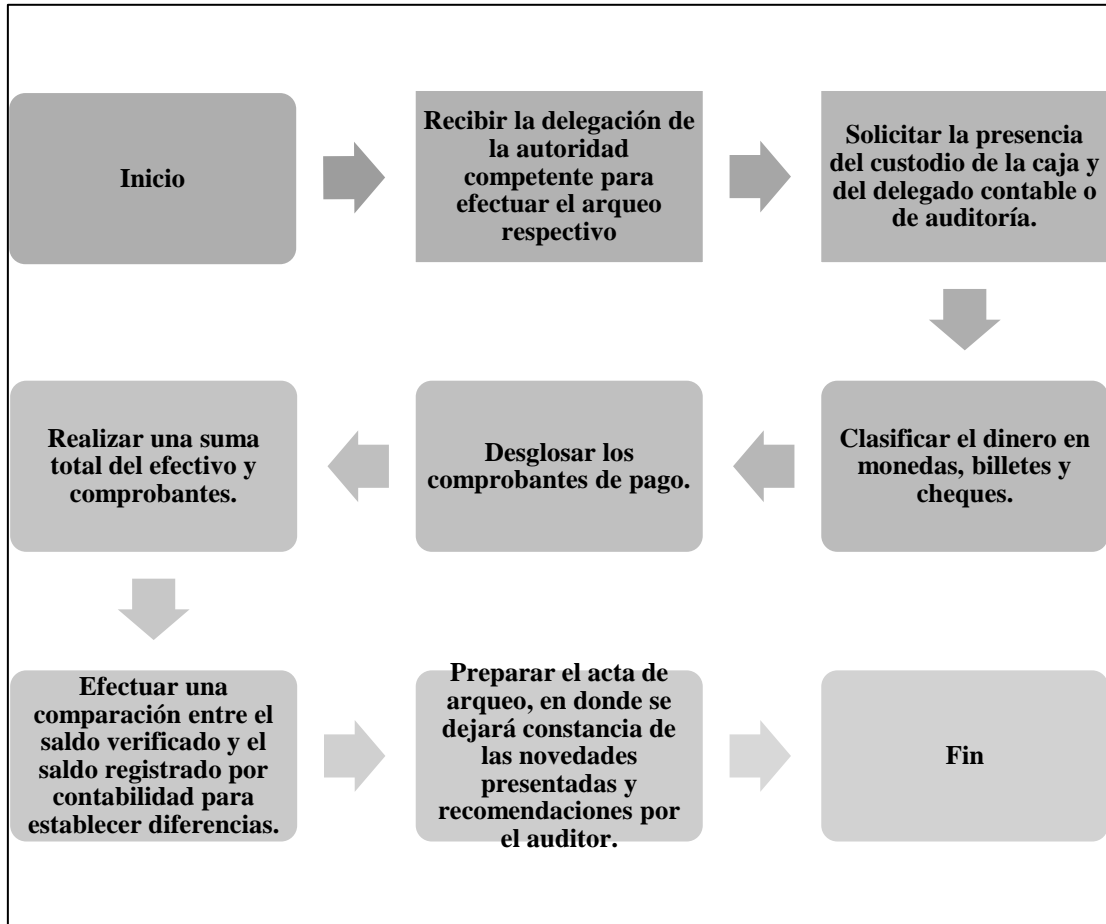 Inicio
Recibir la delegación de
la autoridad
competente para
efectuar el arqueo
respectivo
Solicitar la presencia
del custodio de la caja y
del delegado contable o
de auditoría.
Clasificar el dinero en
monedas, billetes y
cheques.
Desglosar los
comprobantes de pago.
Realizar una suma
total del efectivo y
comprobantes.
Efectuar una
comparación entre el
saldo verificado y el
saldo registrado por
contabilidad para
establecer diferencias.
Preparar el acta de
arqueo, en donde se
dejará constancia de
las novedades
presentadas y
recomendaciones por
el auditor.
Fin